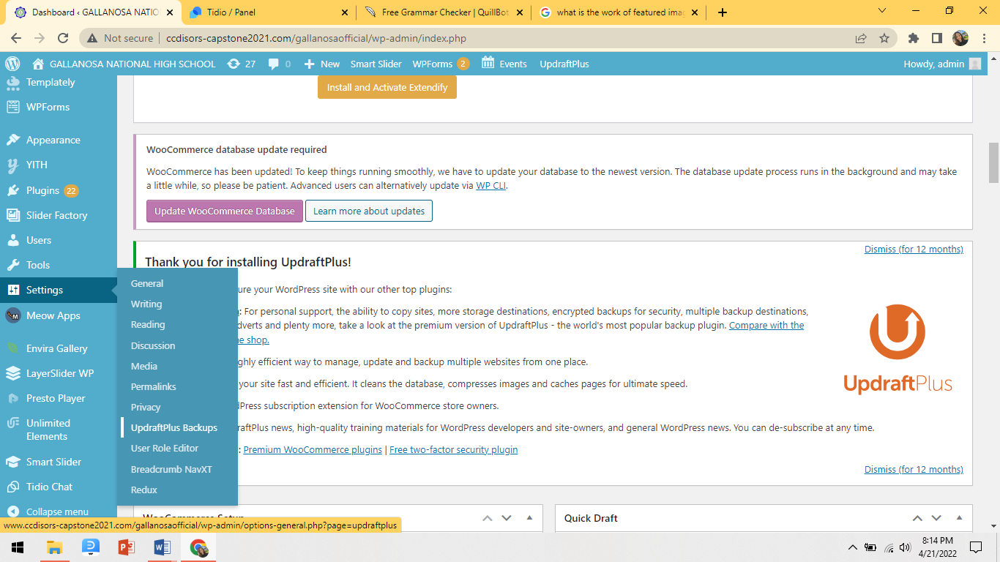 Dashboard ‹ GALLANOSA NATIO
Tidio / Panel
Free Grammar Checker | QuillBot
what is the work of featured imag
Not secure
ccdisors-capstone2021.com/gallanosaofficial/wp-admin/index.php
GALLANOSA NATIONAL HIGH SCHOOL
27
0
New
Smart Slider
WPForms 2
Events
UpdraftPlus
Howdy, admin
Templately
WPForms
Appearance
YITH
Plugins 22
Slider Factory
Users
Tools
Settings
Meow Apps
Envira Gallery
LayerSlider WP
Presto Player
Unlimited
Elements
Smart Slider
Tidio Chat
Collapse menu
General
Writing
Reading
Discussion
Media
Permalinks
Privacy
UpdraftPlus Backups
User Role Editor
Breadcrumb NavXT
Redux
Install and Activate Extendify
WooCommerce database update required
WooCommerce has been updated! To keep things running smoothly, we have to update your database to the newest version. The database update process runs in the background and may take
a little while, so please be patient. Advanced users can alternatively update via WP CLI.
Update WooCommerce Database
Learn more about updates
Dismiss (for 12 months)
Thank you for installing UpdraftPlus!
ure your WordPress site with our other top plugins:
: For personal support, the ability to copy sites, more storage destinations, encrypted backups for security, multiple backup destinations,
dverts and plenty more, take a look at the premium version of UpdraftPlus - the world's most popular backup plugin. Compare with the
e shop.
ghly efficient way to manage, update and backup multiple websites from one place.
your site fast and efficient. It cleans the database, compresses images and caches pages for ultimate speed.
dPress subscription extension for WooCommerce store owners.
raftPlus news, high-quality training materials for WordPress developers and site-owners, and general WordPress news. You can de-subscribe at any time.
: Premium WooCommerce plugins | Free two-factor security plugin
UpdraftPlus
Dismiss (for 12 months)
Quick Draft
www.ccdisors-capstone2021.com/gallanosaofficial/wp-admin/options-general.php?page=updraftplus
8:14 PM
4/21/2022